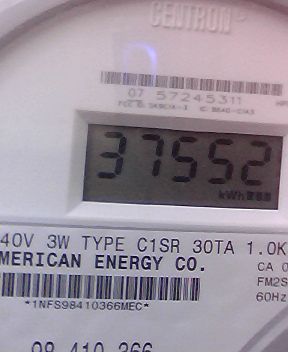 CENTRON
07 57245311
37552
kWh
40V 3W TYPE C1SR 30TA 1.0K
MERICAN ENERGY CO.
CA 0
FM2S
60Hz
*1NFS98410366MEC*
98 410 366